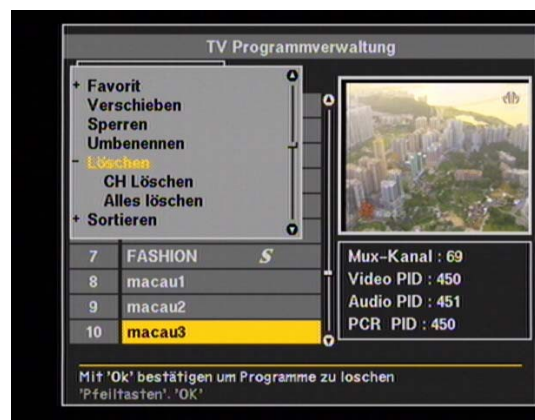 TV Programmverwaltung
+ Favorit
Verschieben
Sperren
Umbenennen
- Löschen
CH Löschen
Alles löschen
+ Sortieren
7 FASHION S
8 macau1
9 macau2
10 macau3
Mux-Kanal : 69
Video PID : 450
Audio PID : 451
PCR PID : 450
Mit 'Ok' bestätigen um Programme zu loschen
'Pfeiltasten'. 'OK'